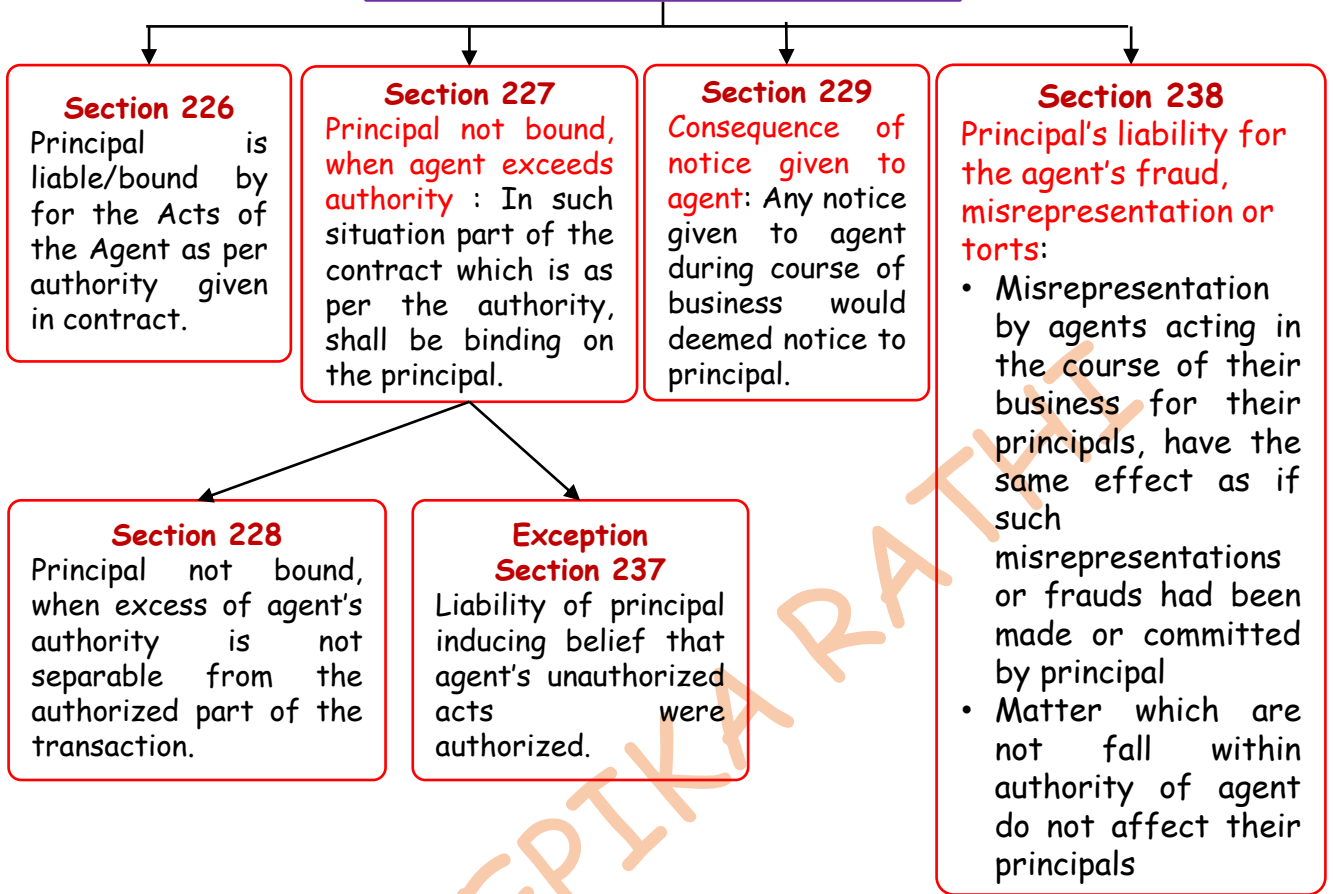 Section 226
Principal is
liable/bound by
for the Acts of
the Agent as per
authority given
in contract.
Section 227
Principal not bound,
when agent exceeds
authority : In such
situation part of the
contract which is as
per the authority,
shall be binding on
the principal.
Section 229
Consequence of
notice given to
agent: Any notice
given to agent
during course of
business would
deemed notice to
principal.
Section 238
Principal's liability for
the agent's fraud,
misrepresentation or
torts:
• Misrepresentation
by agents acting in
the course of their
business for their
principals, have the
same effect as if
such
misrepresentations
or frauds had been
made or committed
by principal
• Matter which are
not fall within
authority of agent
do not affect their
principals
Section 228
Principal not bound,
when excess of agent's
authority is not
separable from the
authorized part of the
transaction.
Exception
Section 237
Liability of principal
inducing belief that
agent's unauthorized
acts were
authorized.
EPIKA RATHI